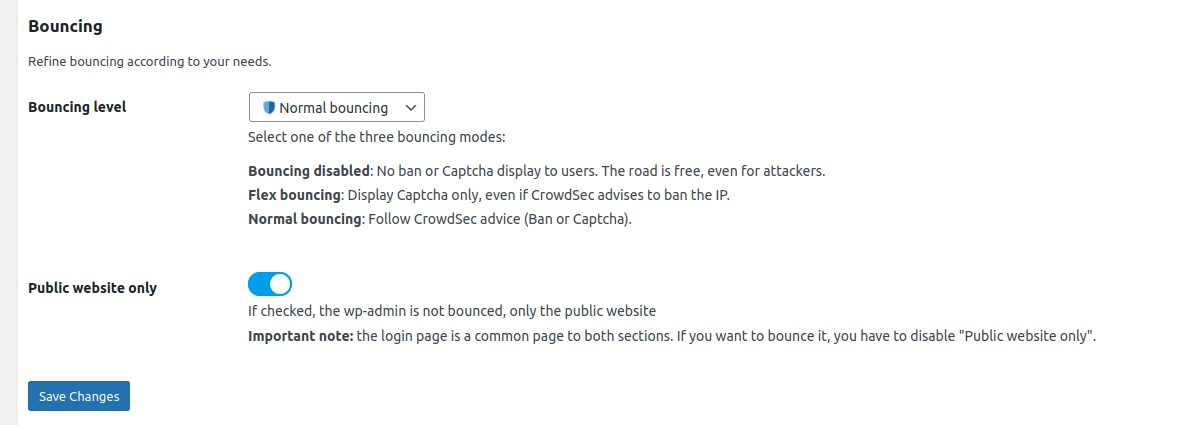 Bouncing
Refine bouncing according to your needs.
Bouncing level
Normal bouncing
Select one of the three bouncing modes:
Bouncing disabled: No ban or Captcha display to users. The road is free, even for attackers.
Flex bouncing: Display Captcha only, even if CrowdSec advises to ban the IP.
Normal bouncing: Follow CrowdSec advice (Ban or Captcha).
Public website only
If checked, the wp-admin is not bounced, only the public website
Important note: the login page is a common page to both sections. If you want to bounce it, you have to disable "Public website only".
Save Changes